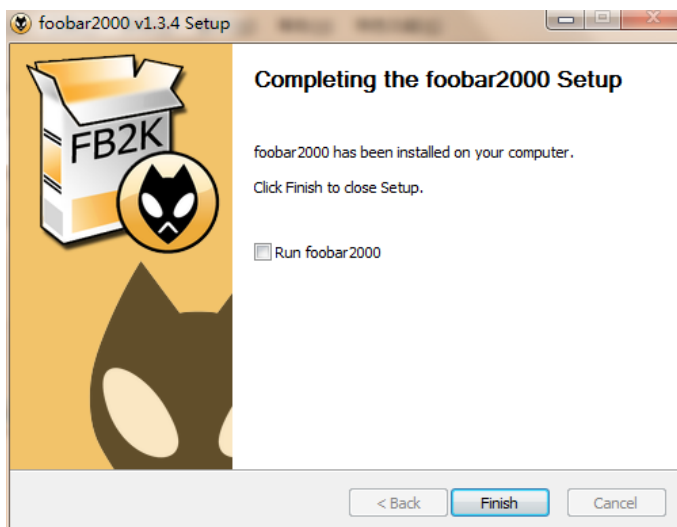 foobar2000 v1.3.4 Setup
FB2K
Completing the foobar2000 Setup
foobar2000 has been installed on your computer.
Click Finish to close Setup.
Run foobar2000
< Back
Finish
Cancel